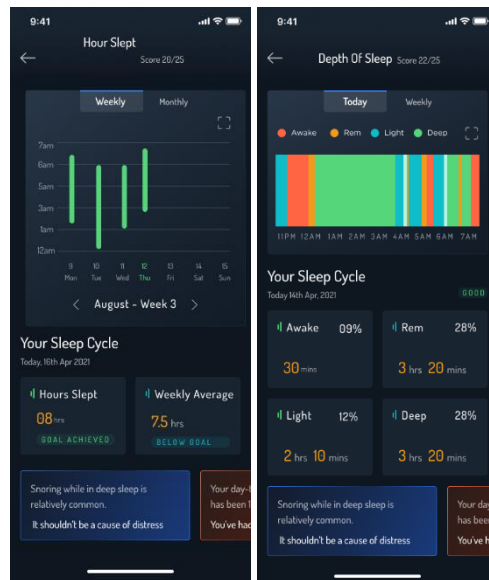 9:41
Hour Slept
Score 20/25
Weekly Monthly
7am
6am
5am
3am
1am
12am
9 10 11 12 13 14 15
Mon Tue Wed Thu Fri Sat Sun
August - Week 3
Your Sleep Cycle
Today, 16th Apr 2021
Hours Slept
08 hrs
GOAL ACHIEVED
Weekly Average
7.5 hrs
BELOW GOAL
Snoring while in deep sleep is
relatively common.
It shouldn't be a cause of distress
Your day-
has been 1
You've had
9:41
Depth Of Sleep Score 22/25
Today Weekly
Awake Rem Light Deep
11PM 12AM 1AM 2AM 3AM 4AM 5AM 6AM 7AM
Your Sleep Cycle
Today 14th Apr, 2021
GOOD
Awake 09%
30 mins
Rem 28%
3 hrs 20 mins
Light 12%
2 hrs 10 mins
Deep 28%
3 hrs 20 mins
Snoring while in deep sleep is
relatively common.
It shouldn't be a cause of distress
Your day
has been
You've h